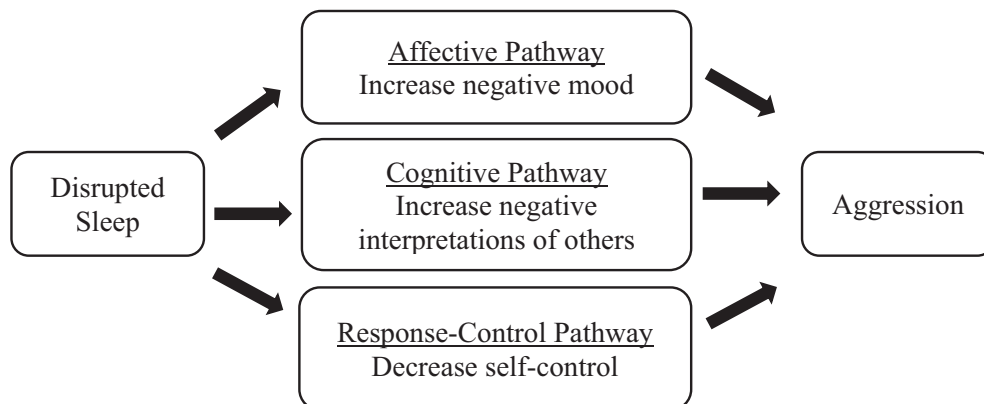 Affective Pathway
Increase negative mood
Disrupted
Sleep
Cognitive Pathway
Increase negative
interpretations of others
Aggression
Response-Control Pathway
Decrease self-control